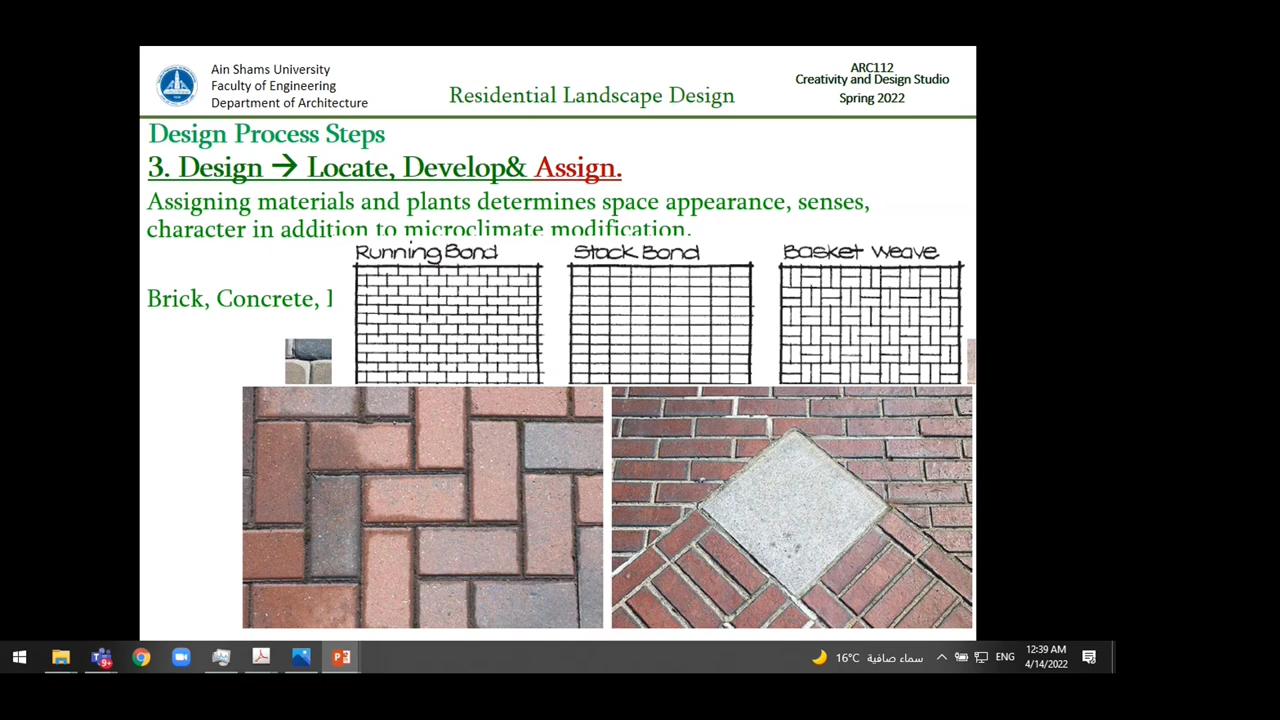 Ain Shams University
Faculty of Engineering
Department of Architecture
Residential Landscape Design
ARC112
Creativity and Design Studio
Spring 2022
Design Process Steps
3. Design → Locate, Develop& Assign.
Assigning materials and plants determines space appearance, senses,
character in addition to microclimate modification.
Running Bond
Stack Bond
Basket Weave
Brick, Concrete,
9+
16°C سماء صافية
ENG
12:39 AM
4/14/2022